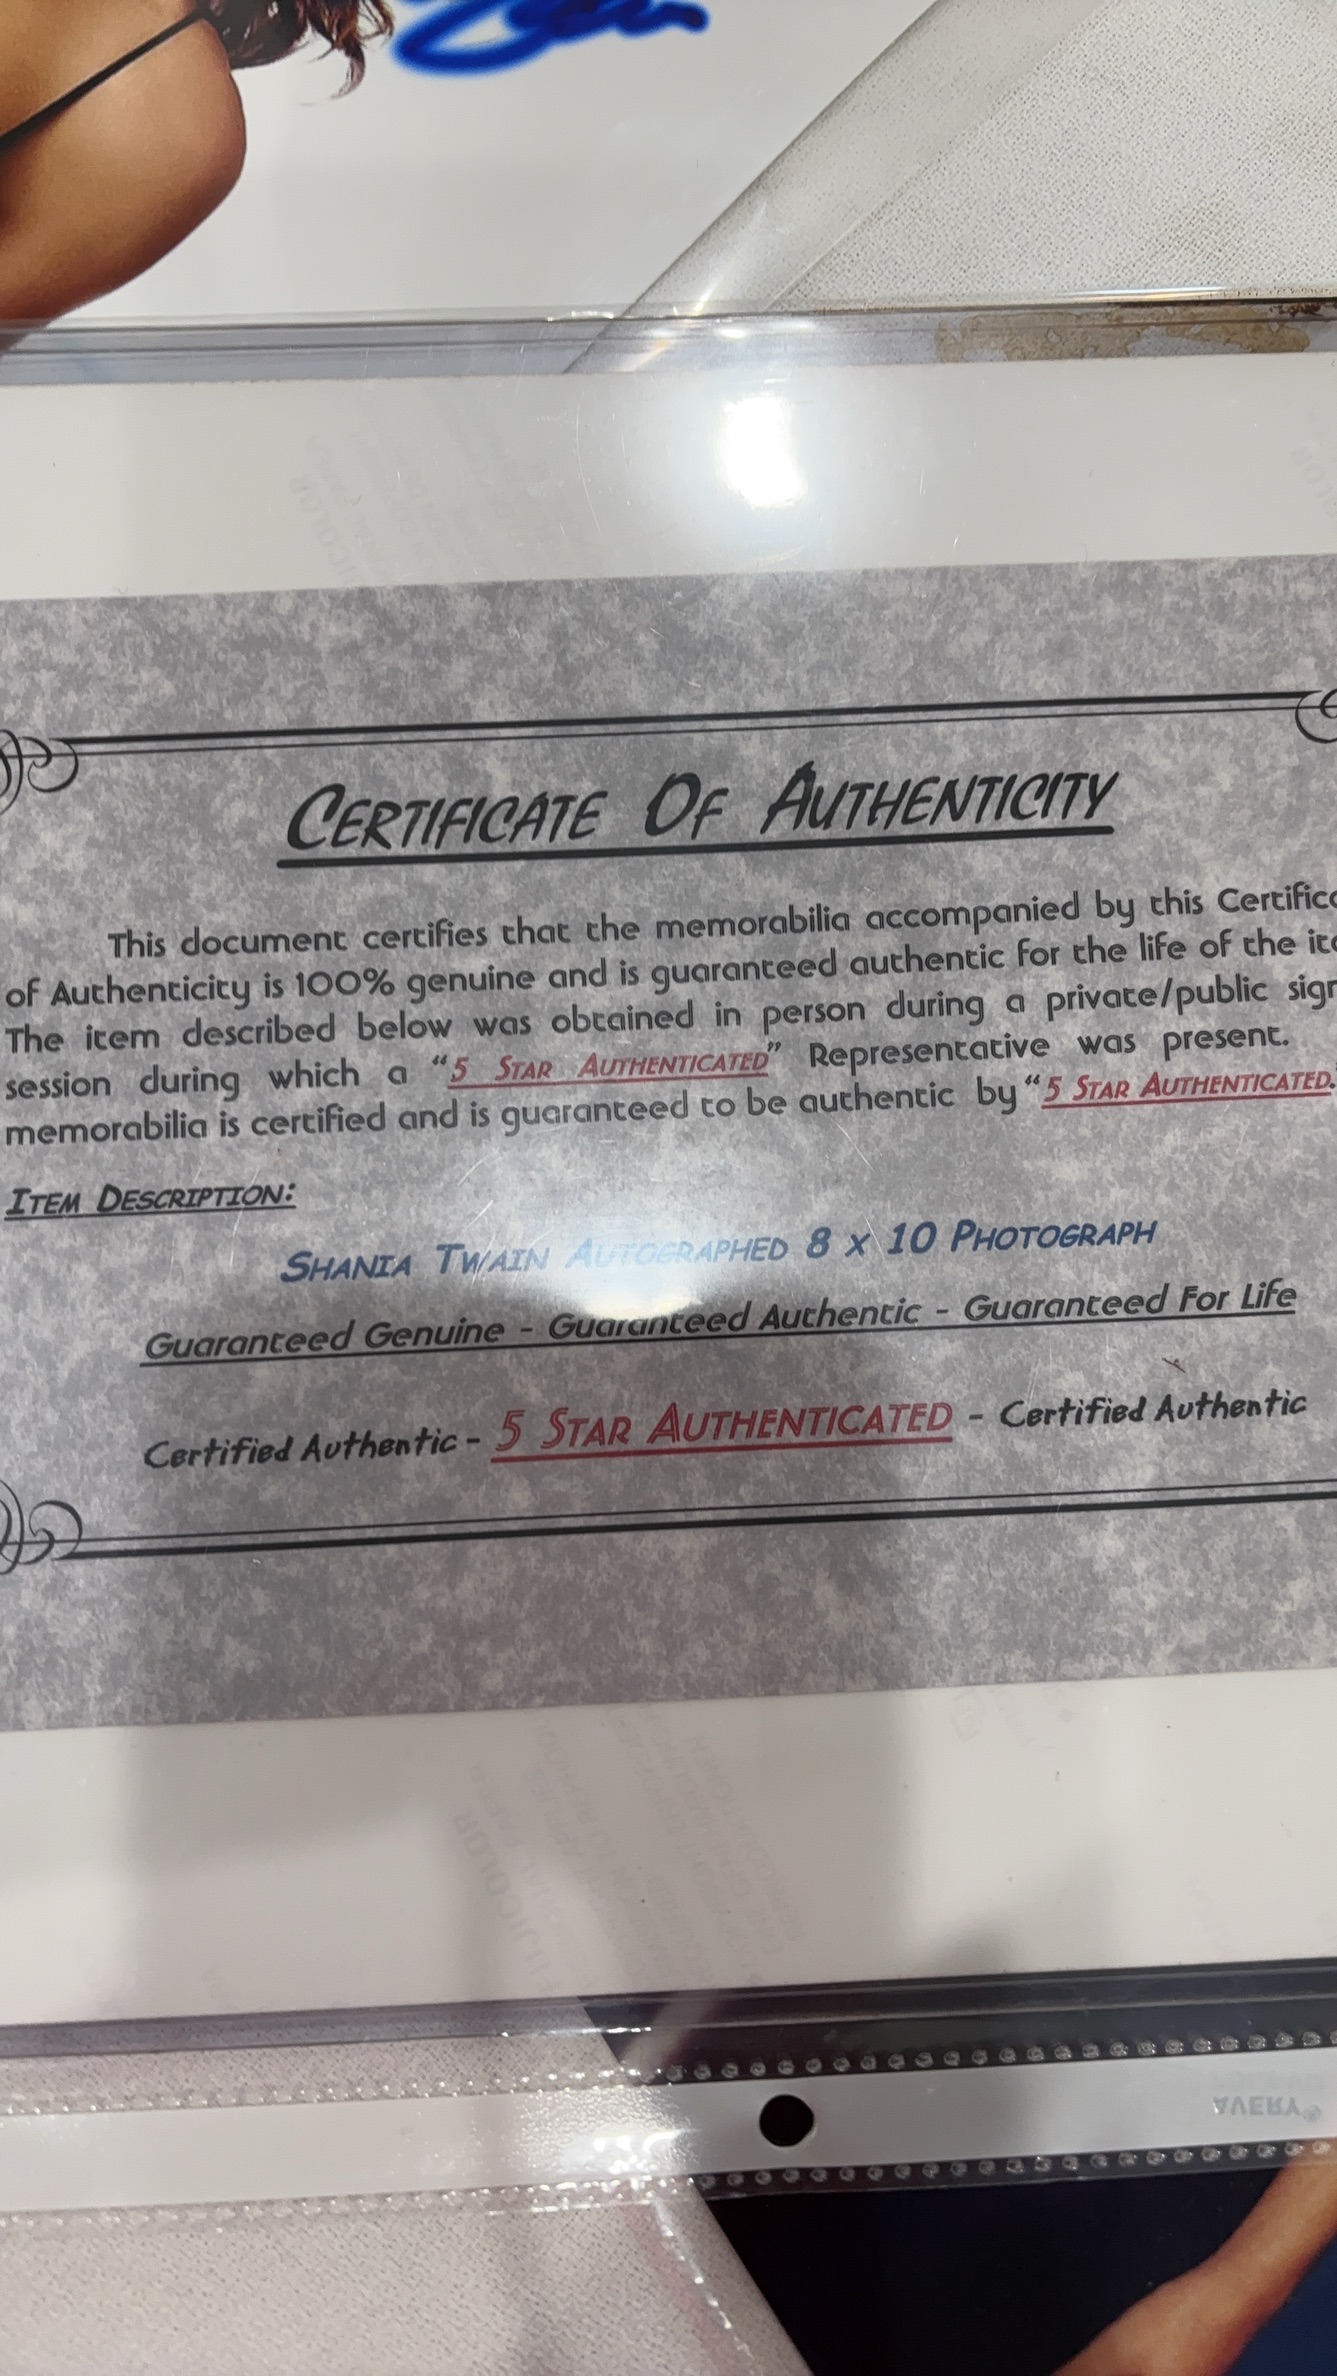 CERTIFICATE OF AUTHENTICITY
This document certifies that the memorabilia accompanied by this
of Authenticity is 100% genuine and is guaranteed authentic for the life of the
The item described below was obtained in person during a private/public
session during which a “5 STAR AUTHENTICATED” Representative was present.
memorabilia is certified and is guaranteed to be authentic by “5 STAR AUTHENTICATED.
ITEM DESCRIPTION:
SHANIA TWAIN AUTOGRAPHED 8 x 10 PHOTOGRAPH
Guaranteed Genuine - Guaranteed Authentic - Guaranteed For Life
Certified Authentic - 5 STAR AUTHENTICATED - Certified Authentic
AVERY®